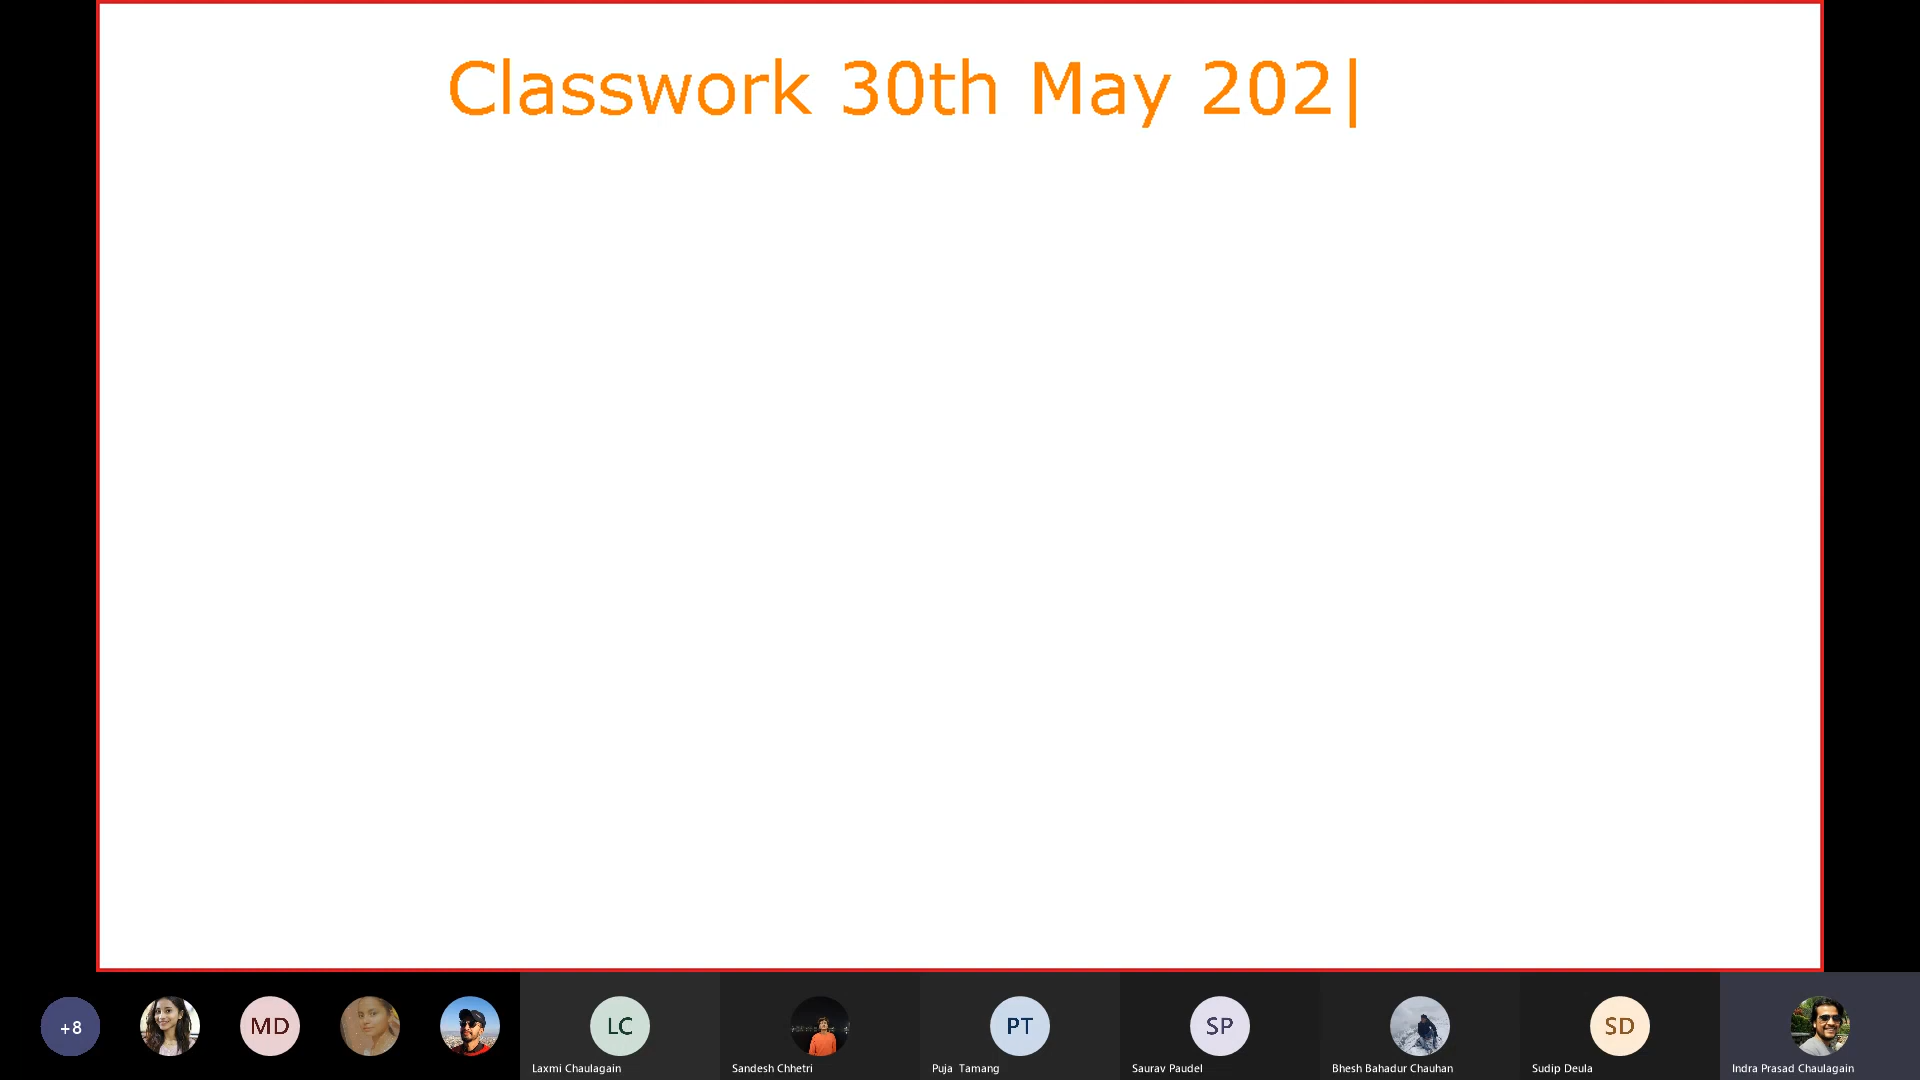 Classwork 30th May 202
+8
MD
LC
PT
SP
SD
Laxmi Chaulagain
Sandesh Chhetri
Puja Tamang
Saurav Paudel
Bhesh Bahadur Chauhan
Sudip Deula
Indra Prasad Chaulagain